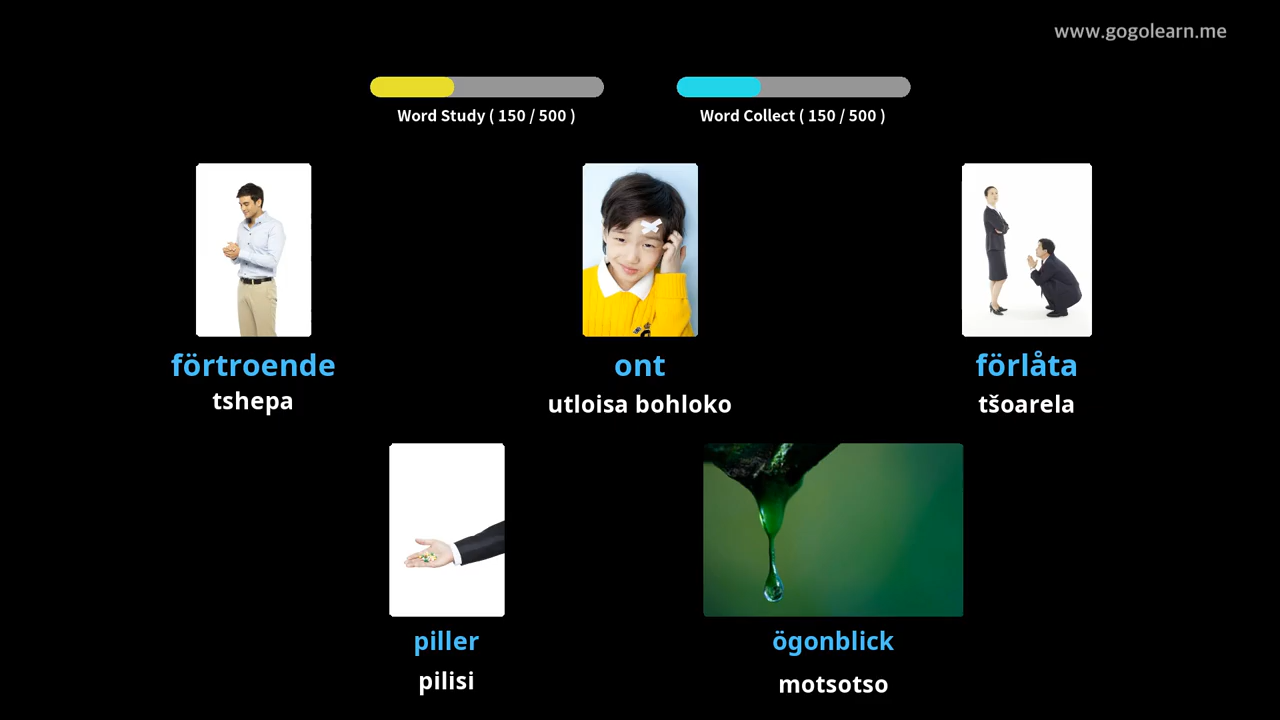 www.gogolearn.me
Word Study ( 150 / 500 )
Word Collect ( 150 / 500 )
förtroende
tshepa
ont
utloisa bohloko
förlåta
tšoarela
piller
pilisi
ögonblick
motsotso